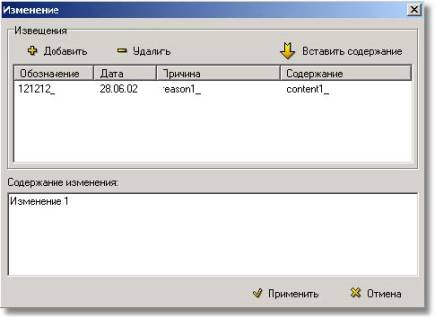 Изменение
Извещения
Добавить Удалить Вставить содержание
Обозначение Дата Причина Содержание
121212_ 28.06.02 reason1_ content1_
Содержание изменения:
Изменение 1
Применить Отмена